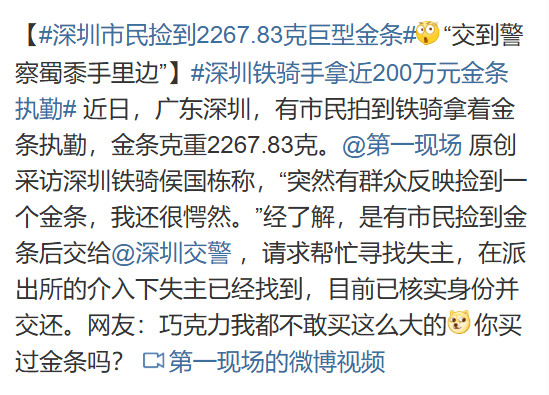 【#深圳市民捡到2267.83克巨型金条#😲“交到警
察蜀黍手里边”】#深圳铁骑手拿近200万元金条
执勤# 近日，广东深圳，有市民拍到铁骑拿着金
条执勤，金条克重2267.83克。@第一现场 原创
采访深圳铁骑侯国栋称，“突然有群众反映捡到一
个金条，我还很愕然。”经了解，是有市民捡到金
条后交给@深圳交警 ，请求帮忙寻找失主，在派
出所的介入下失主已经找到，目前已核实身份并
交还。网友：巧克力我都不敢买这么大的🐶你买
过金条吗？ 第一现场的微博视频